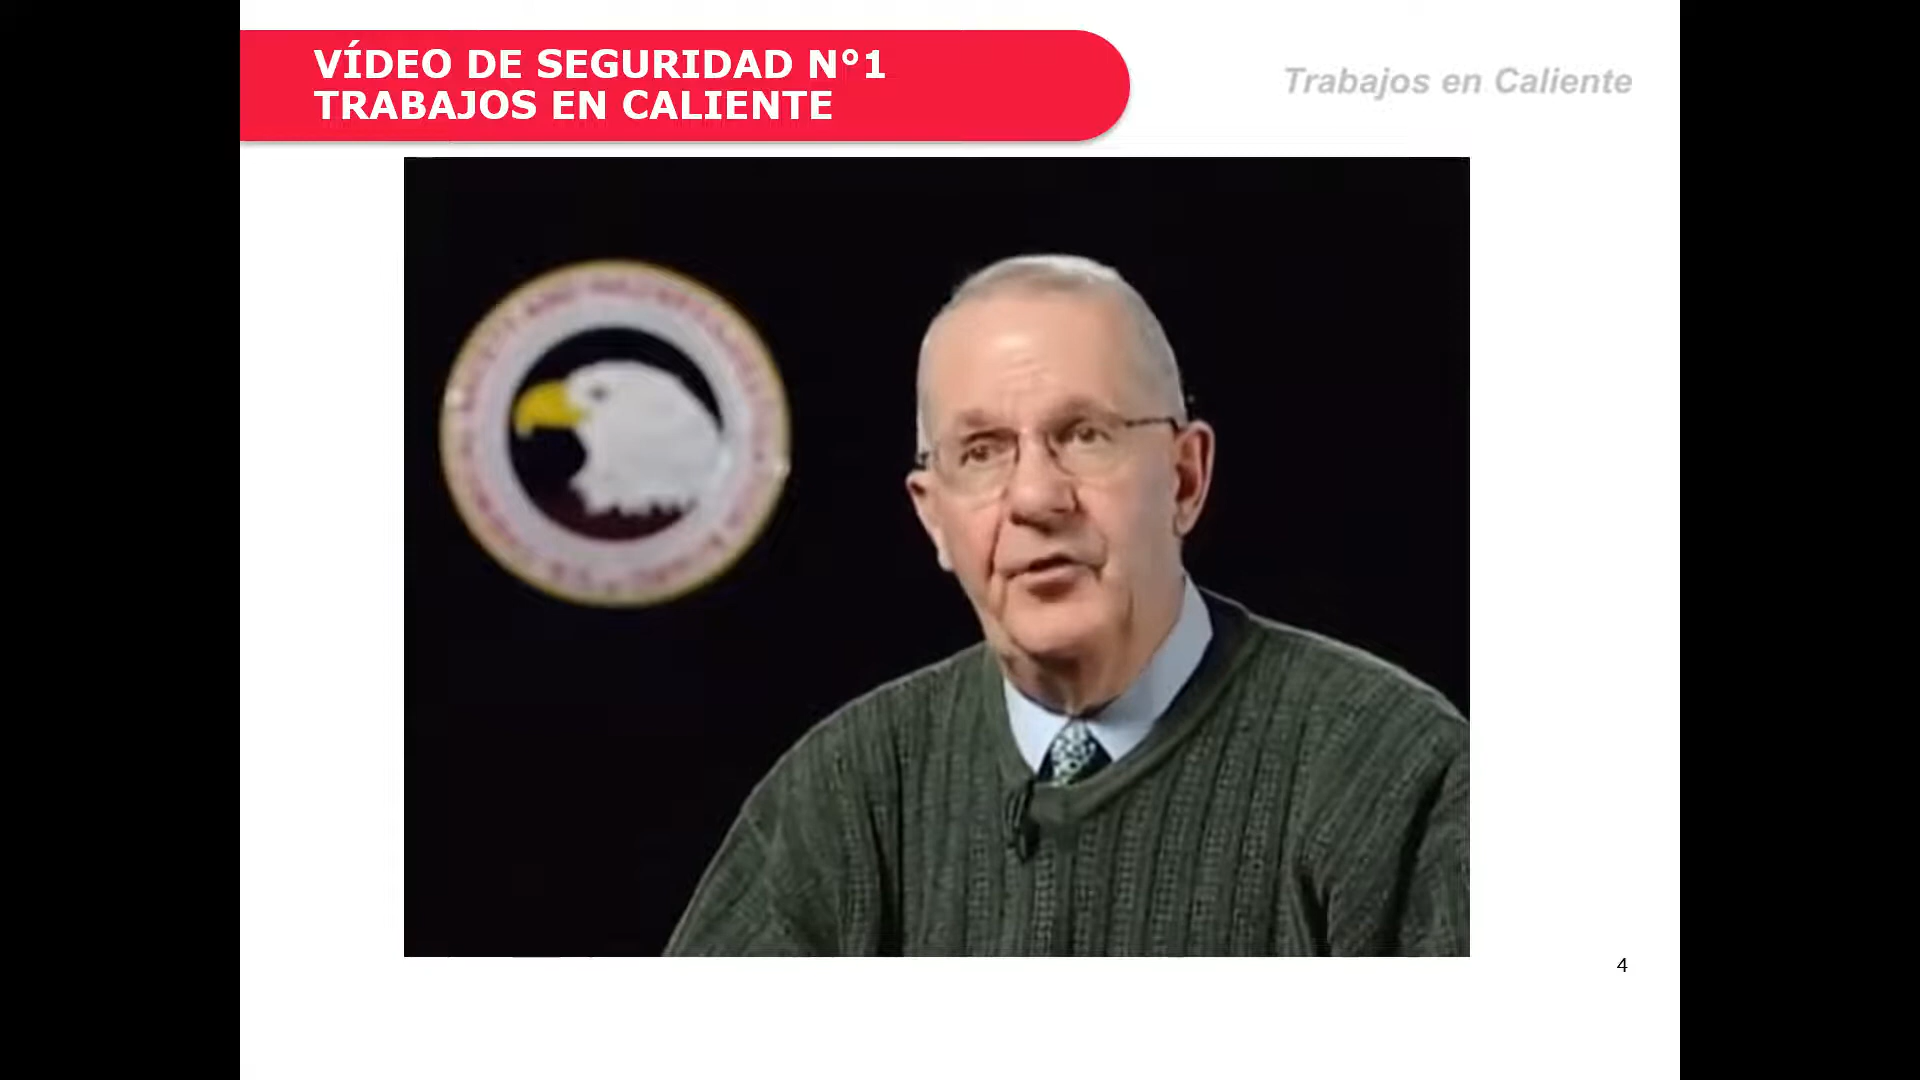 VÍDEO DE SEGURIDAD N°1
TRABAJOS EN CALIENTE
Trabajos en Caliente
4